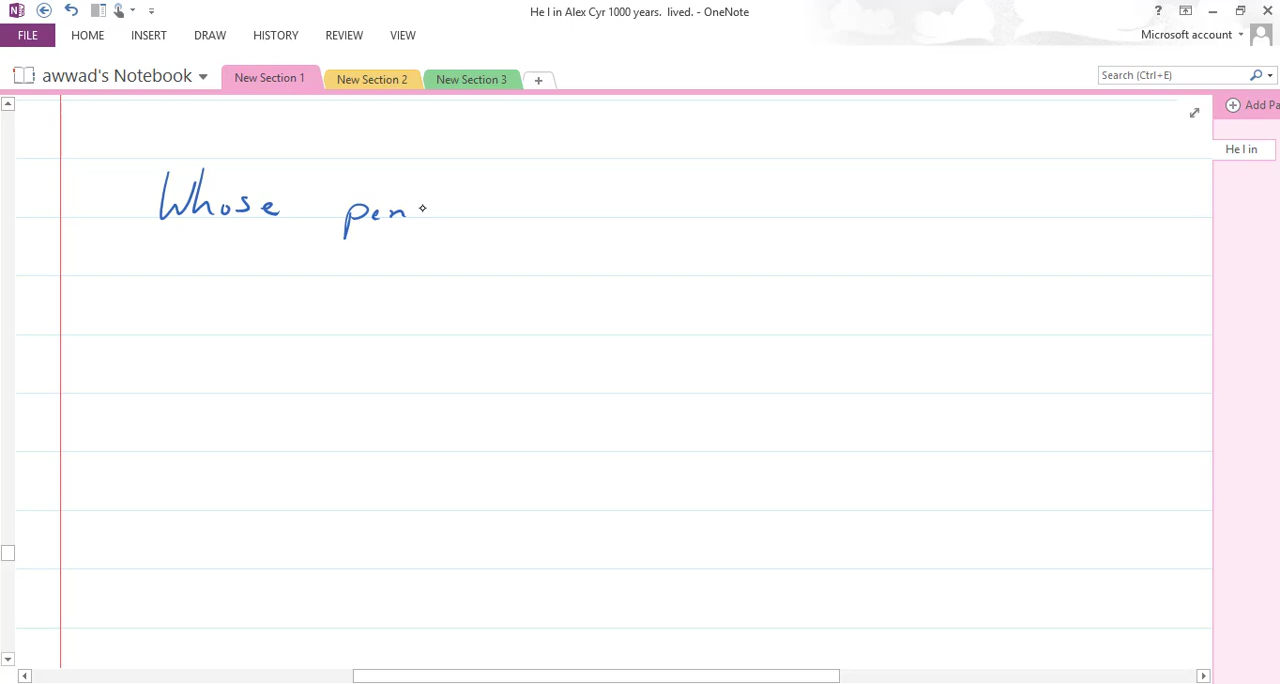 He I in Alex Cyr 1000 years.  lived. - OneNote
?
FILE HOME INSERT DRAW HISTORY REVIEW VIEW
Microsoft account
awwad's Notebook
New Section 1
New Section 2
New Section 3
+
Search (Ctrl+E)
Add Pa
He I in
Whose pen